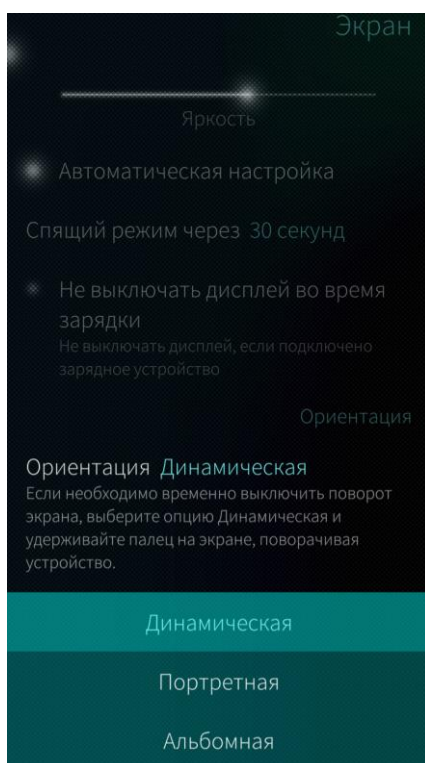 Экран
Яркость
Автоматическая настройка
Спящий режим через 30 секунд
Не выключать дисплей во время
зарядки
Не выключать дисплей, если подключено
зарядное устройство
Ориентация
Ориентация Динамическая
Если необходимо временно выключить поворот
экрана, выберите опцию Динамическая и
удерживайте палец на экране, поворачивая
устройство.
Динамическая
Портретная
Альбомная